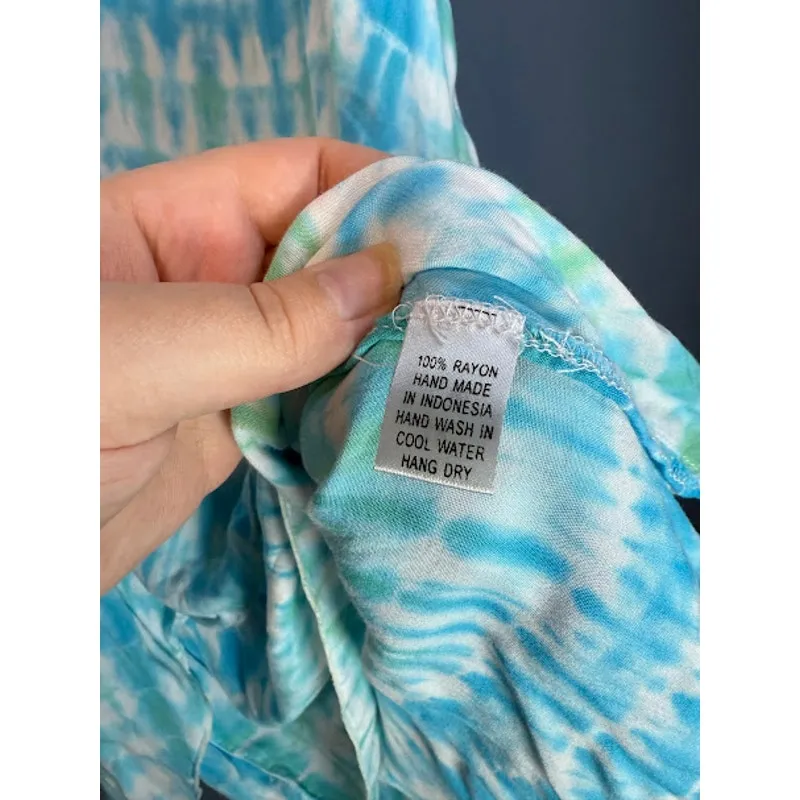 100% RAYON
HAND MADE
IN INDONESIA
HAND WASH IN
COOL WATER
HANG DRY